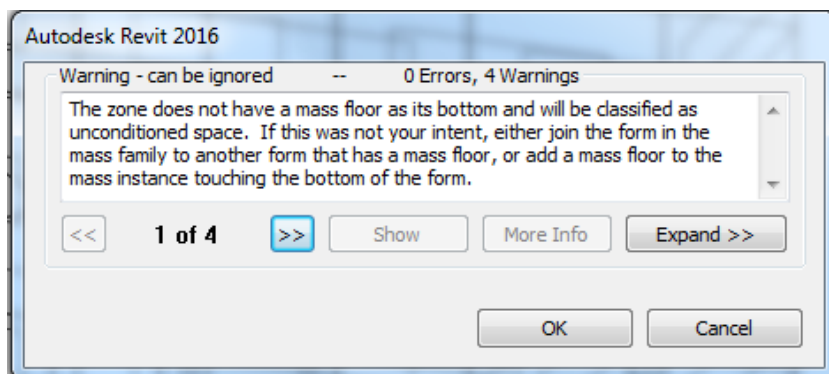 Autodesk Revit 2016
Warning - can be ignored -- 0 Errors, 4 Warnings
The zone does not have a mass floor as its bottom and will be classified as
unconditioned space. If this was not your intent, either join the form in the
mass family to another form that has a mass floor, or add a mass floor to the
mass instance touching the bottom of the form.
<< 1 of 4 >> Show More Info Expand >>
OK Cancel